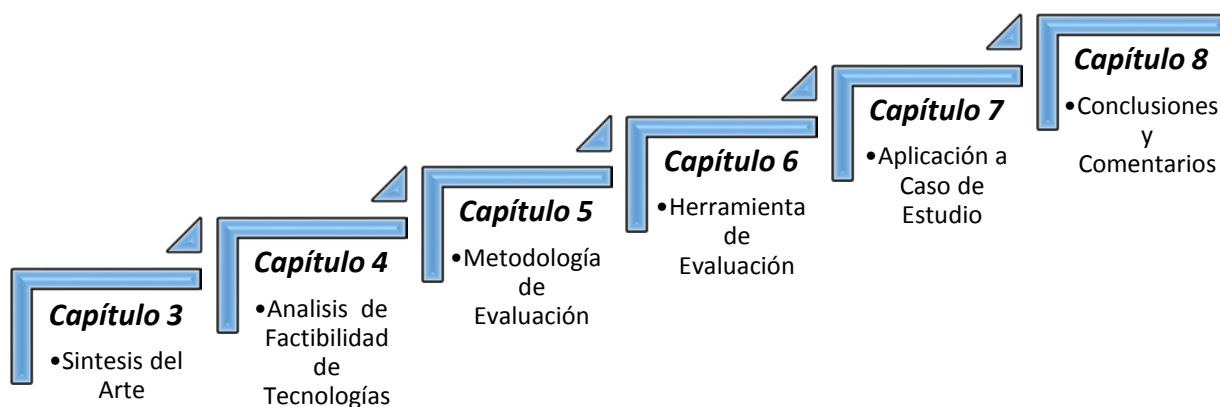 Capítulo 3
•Sintesis del
Arte
Capítulo 4
•Analisis de
Factibilidad
de
Tecnologías
Capítulo 5
•Metodología
de
Evaluación
Capítulo 6
•Herramienta
de
Evaluación
Capítulo 7
•Aplicación a
Caso de
Estudio
Capítulo 8
•Conclusiones
y
Comentarios